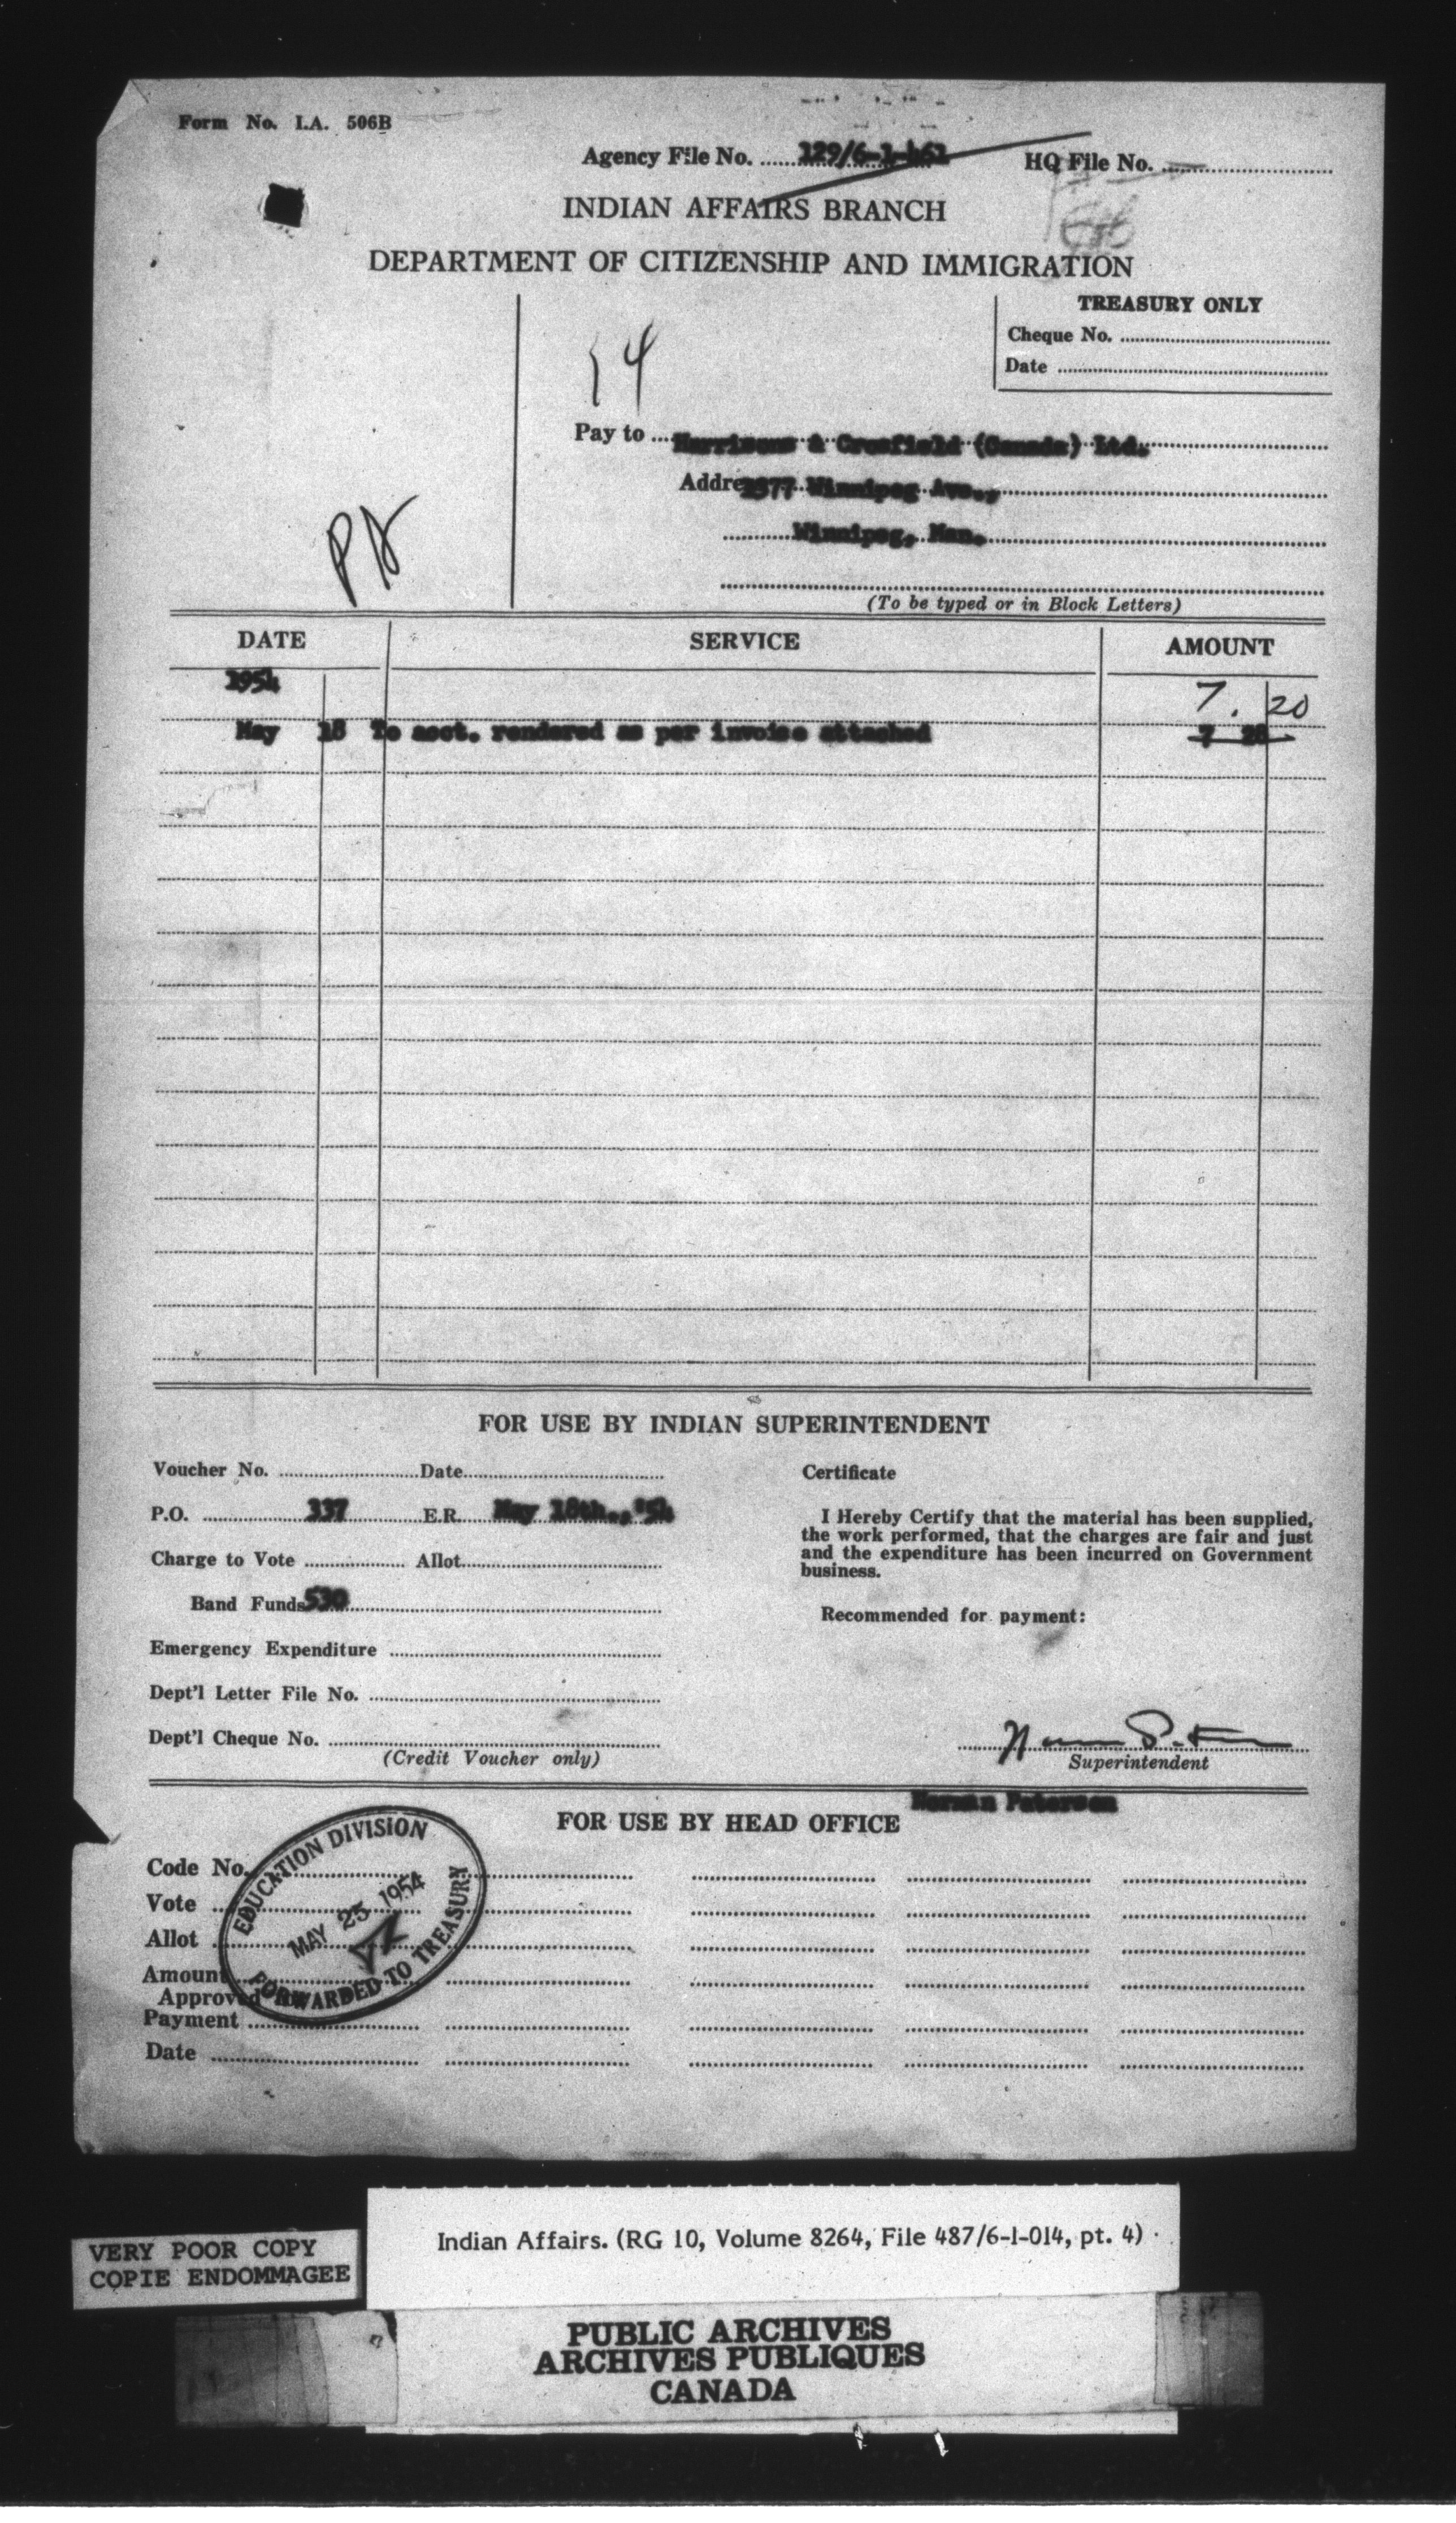 Form No. I.A. 506B
Agency File No. 129/6-1-461 HQ File No.
INDIAN AFFAIRS BRANCH
DEPARTMENT OF CITIZENSHIP AND IMMIGRATION
TREASURY ONLY
Cheque No.
Date
14
Pay to Harrisons & Crosfield (Canada) Ltd.
Address 1377 Winnipeg Ave.,
Winnipeg, Man.
(To be typed or in Block Letters)
DATE SERVICE AMOUNT
1954
7.20
May 18 To acct. rendered as per invoice attached 7 28
FOR USE BY INDIAN SUPERINTENDENT
Voucher No. Date
P.O. 337 E.R. May 18th., '54
Charge to Vote Allot.
Band Funds 530
Emergency Expenditure
Dept'l Letter File No.
Dept'l Cheque No.
(Credit Voucher only)
Certificate
I Hereby Certify that the material has been supplied,
the work performed, that the charges are fair and just
and the expenditure has been incurred on Government
business.
Recommended for payment:
Superintendent
Norman Paterson
FOR USE BY HEAD OFFICE
Code No.
Vote
Allot
Amount
Approved
Payment
Date
EDUCATION DIVISION
MAY 25 1954
FORWARDED TO TREASURY
Indian Affairs. (RG 10, Volume 8264, File 487/6-1-014, pt. 4)
VERY POOR COPY
COPIE ENDOMMAGEE
PUBLIC ARCHIVES
ARCHIVES PUBLIQUES
CANADA